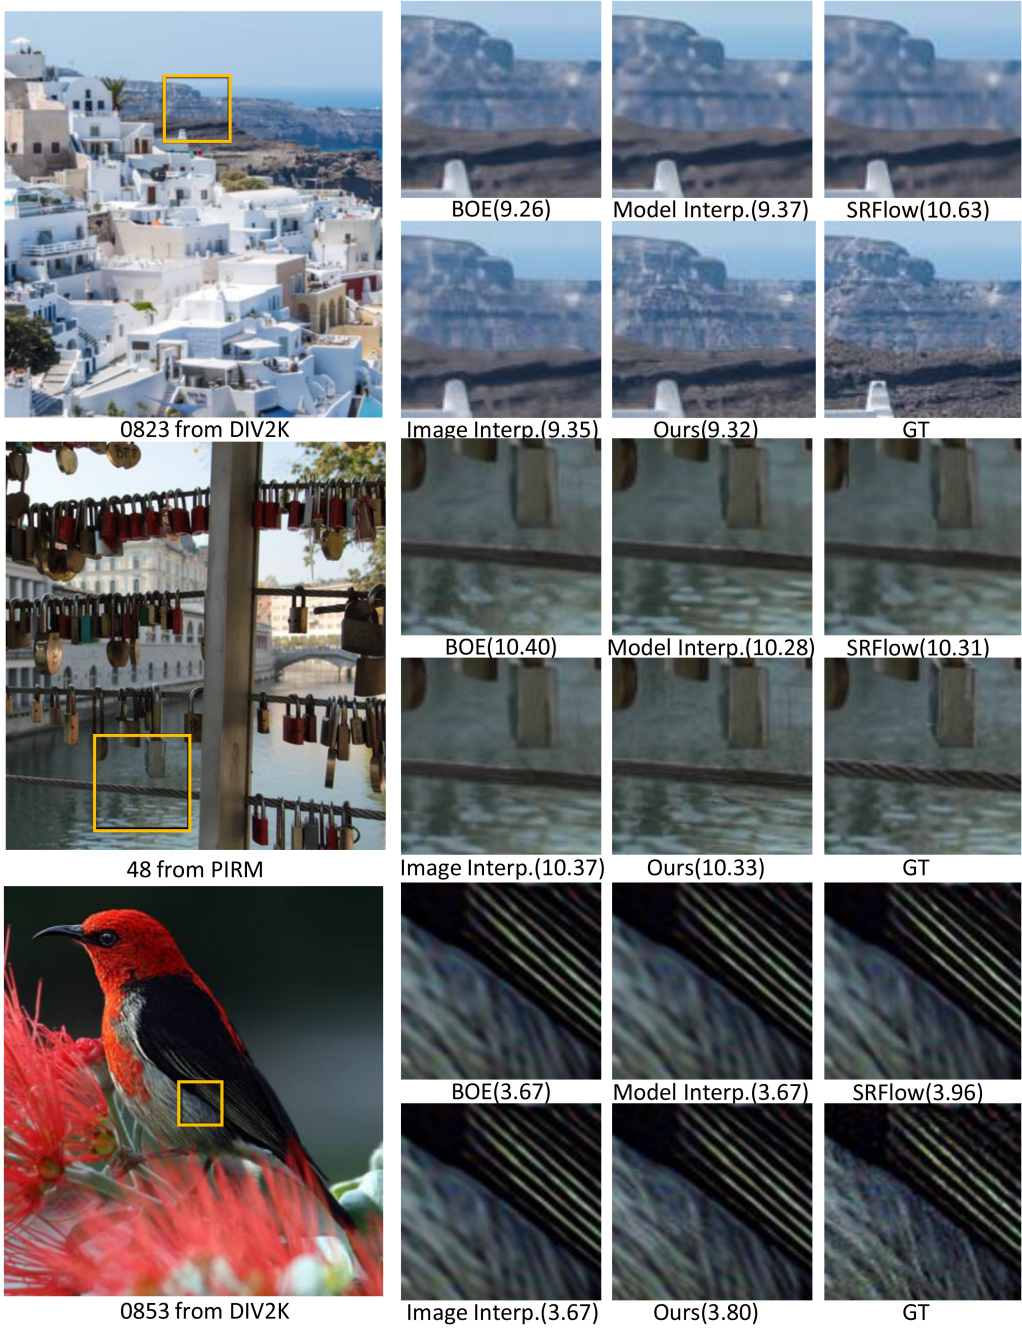 BOE(9.26)
Model Interp.(9.37)
SRFlow(10.63)
0823 from DIV2K
Image Interp.(9.35)
Ours(9.32)
GT
BOE(10.40)
Model Interp.(10.28)
SRFlow(10.31)
48 from PIRM
Image Interp.(10.37)
Ours(10.33)
GT
BOE(3.67)
Model Interp.(3.67)
SRFlow(3.96)
0853 from DIV2K
Image Interp.(3.67)
Ours(3.80)
GT